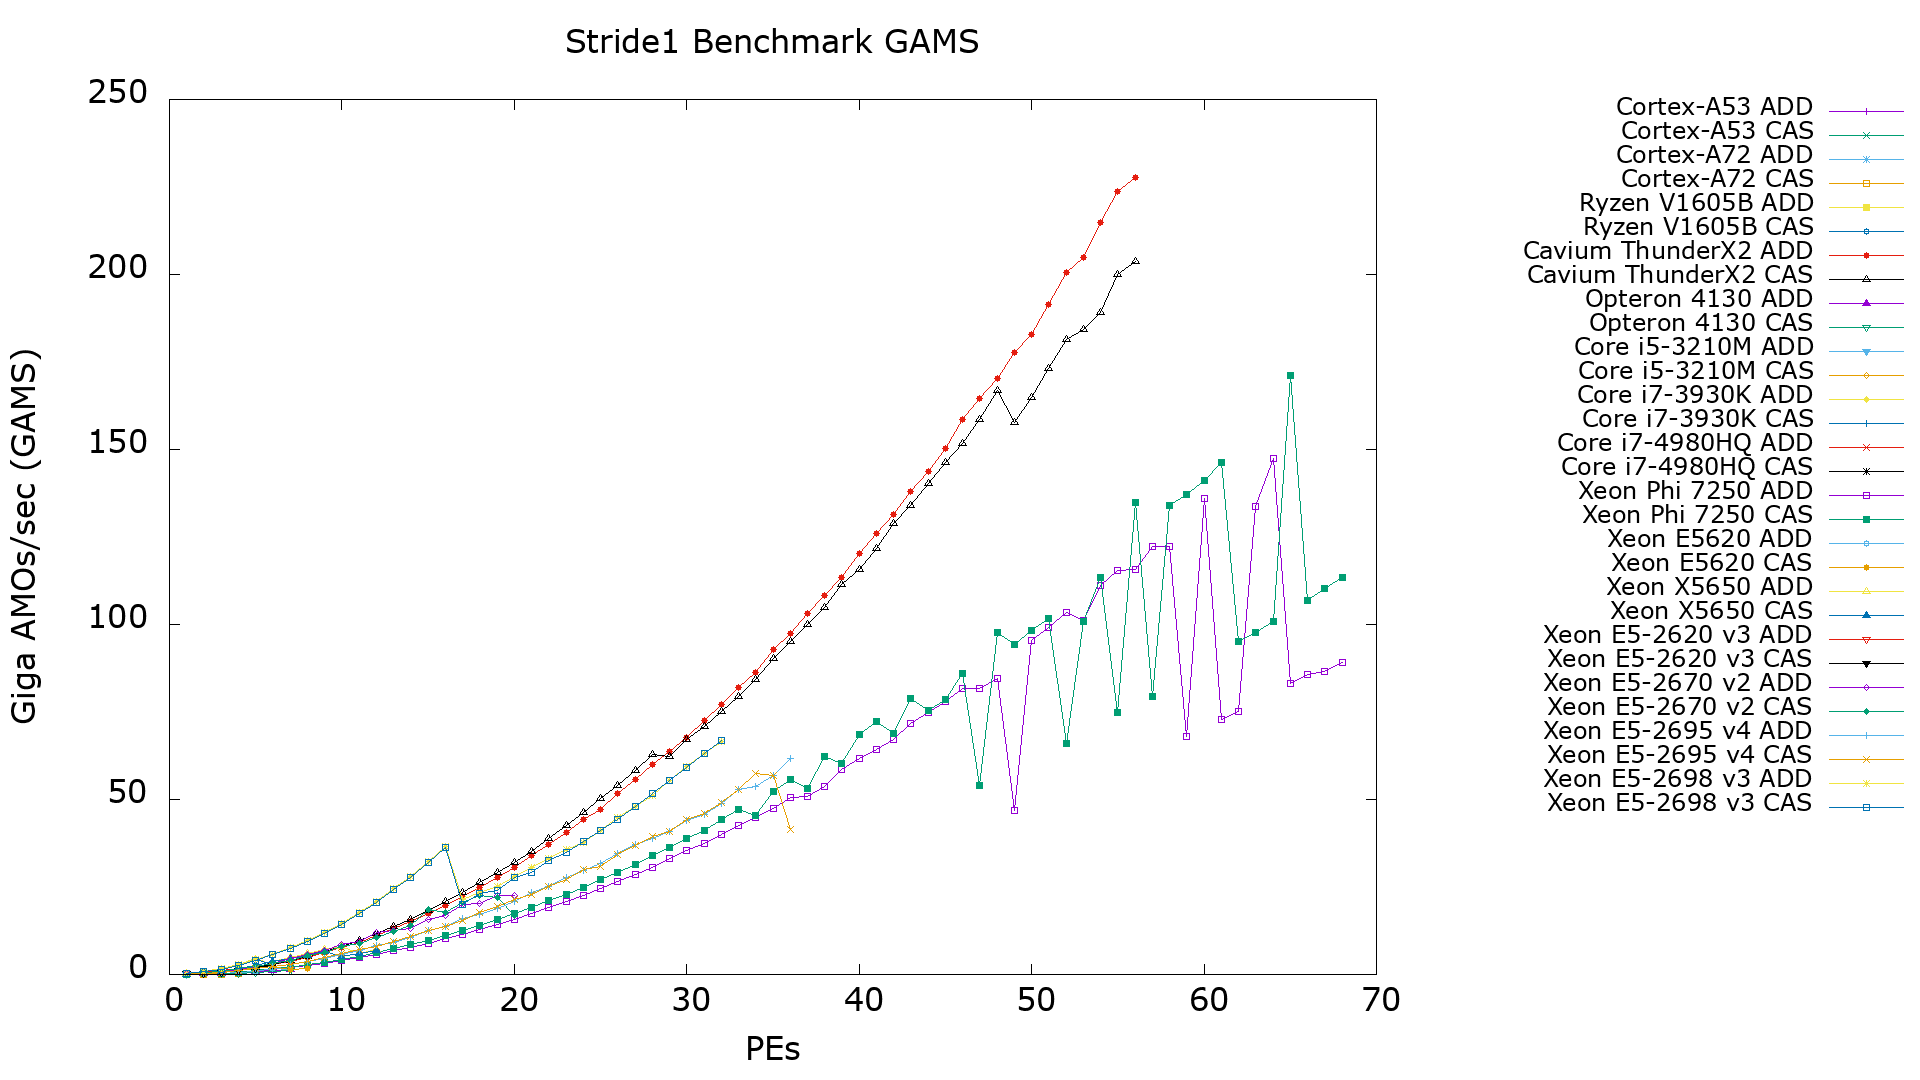 Stride1 Benchmark GAMS
250
200
150
100
50
0
0 10 20 30 40 50 60 70
Giga AMOs/sec (GAMS)
PEs
Cortex-A53 ADD
Cortex-A53 CAS
Cortex-A72 ADD
Cortex-A72 CAS
Ryzen V1605B ADD
Ryzen V1605B CAS
Cavium ThunderX2 ADD
Cavium ThunderX2 CAS
Opteron 4130 ADD
Opteron 4130 CAS
Core i5-3210M ADD
Core i5-3210M CAS
Core i7-3930K ADD
Core i7-3930K CAS
Core i7-4980HQ ADD
Core i7-4980HQ CAS
Xeon Phi 7250 ADD
Xeon Phi 7250 CAS
Xeon E5620 ADD
Xeon E5620 CAS
Xeon X5650 ADD
Xeon X5650 CAS
Xeon E5-2620 v3 ADD
Xeon E5-2620 v3 CAS
Xeon E5-2670 v2 ADD
Xeon E5-2670 v2 CAS
Xeon E5-2695 v4 ADD
Xeon E5-2695 v4 CAS
Xeon E5-2698 v3 ADD
Xeon E5-2698 v3 CAS